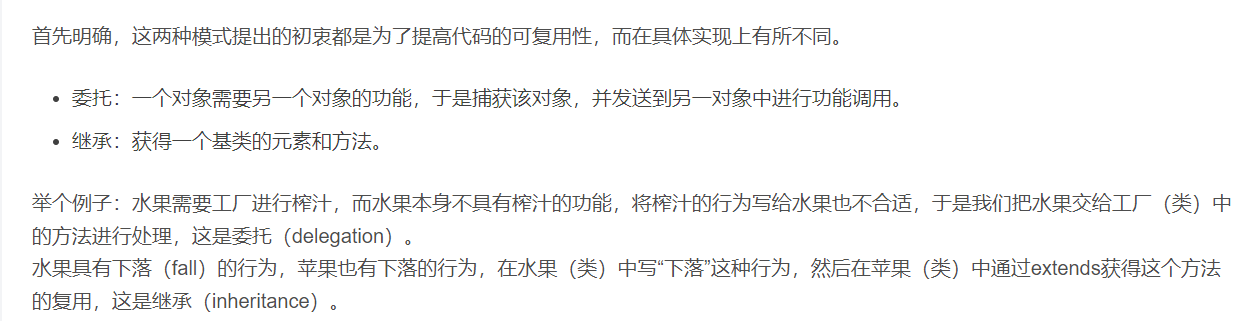 首先明确，这两种模式提出的初衷都是为了提高代码的可复用性，而在具体实现上有所不同。
• 委托：一个对象需要另一个对象的功能，于是捕获该对象，并发送到另一对象中进行功能调用。
• 继承：获得一个基类的元素和方法。
举个例子：水果需要工厂进行榨汁，而水果本身不具有榨汁的功能，将榨汁的行为写给水果也不合适，于是我们把水果交给工厂（类）中
的方法进行处理，这是委托（delegation）。
水果具有下落（fall）的行为，苹果也有下落的行为，在水果（类）中写“下落”这种行为，然后在苹果（类）中通过extends获得这个方法
的复用，这是继承（inheritance）。